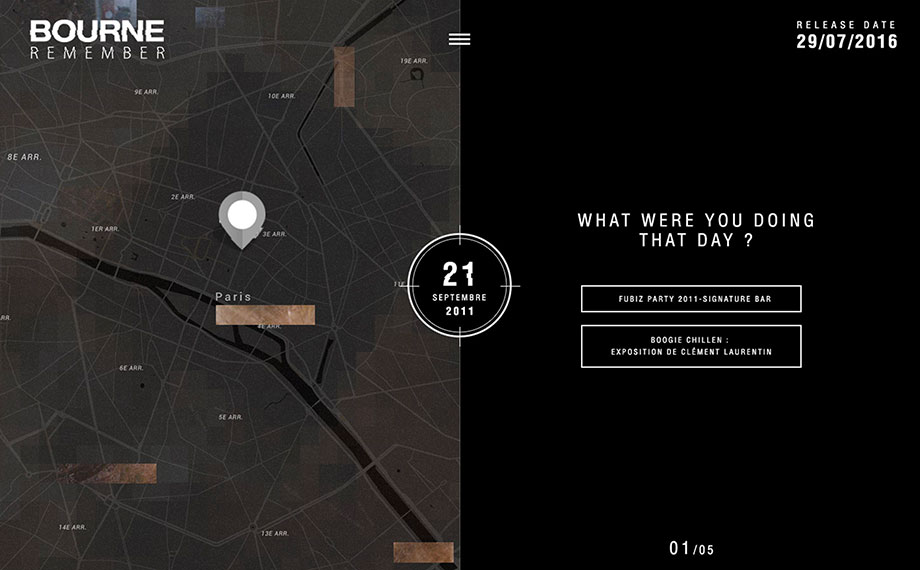 BOURNE
REMEMBER
RELEASE DATE
29/07/2016
19E ARR.
9E ARR.
10E ARR.
8E ARR.
2E ARR.
1ER ARR.
3E ARR.
Paris
4E ARR.
6E ARR.
5E ARR.
14E ARR.
13E ARR.
21
SEPTEMBRE
2011
WHAT WERE YOU DOING
THAT DAY ?
FUBIZ PARTY 2011-SIGNATURE BAR
BOOGIE CHILLEN :
EXPOSITION DE CLÉMENT LAURENTIN
01/05